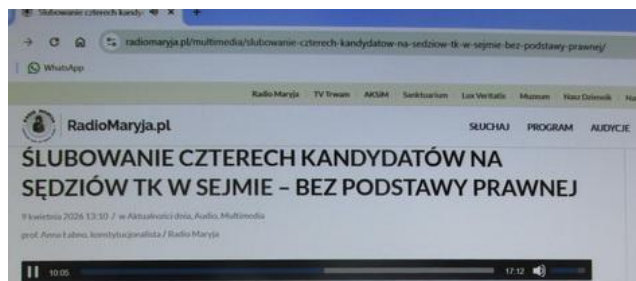 Ślubowanie czterech kandy
radiomaryja.pl/multimedia/slubowanie-czterech-kandydatow-na-sedziow-tk-w-sejmie-bez-podstawy-prawnej/
WhatsApp
Radio Maryja TV Trwam AKSiM Sanktuarium Lux Veritatis Muzeum Nasz Dziennik
RadioMaryja.pl SŁUCHAJ PROGRAM AUDYCJE
ŚLUBOWANIE CZTERECH KANDYDATÓW NA
SĘDZIÓW TK W SEJMIE – BEZ PODSTAWY PRAWNEJ
9 kwietnia 2026 13:10 / w Aktualności dnia, Audio, Multimedia
prof. Anna Łabno, konstytucjonalista / Radio Maryja
10:05 17:12